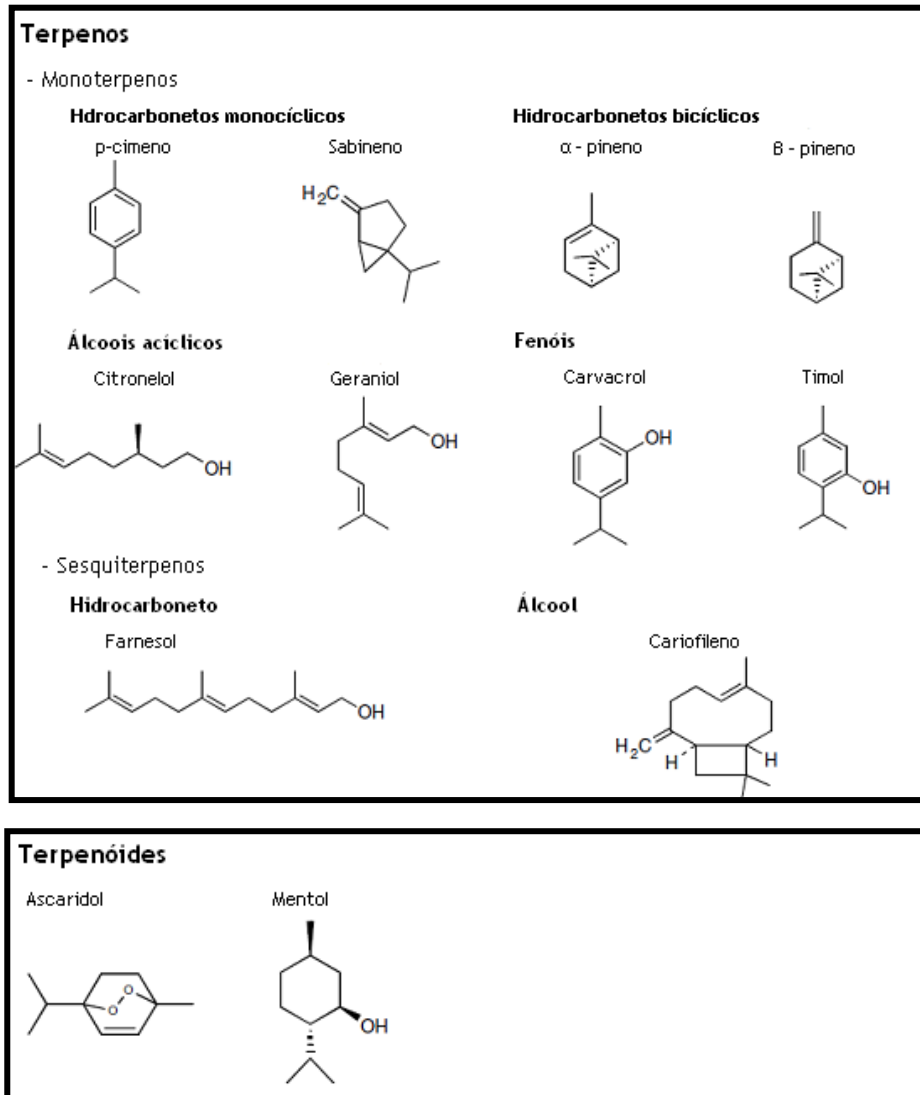 Terpenos
- Monoterpenos
Hdrocarbonetos monocíclicos Hidrocarbonetos bicíclicos
p-cimeno Sabineno α - pineno B - pineno
H₂C
Álcoois acíclicos Fenóis
Citronelol Geraniol Carvacrol Timol
OH OH OH OH
- Sesquiterpenos
Hidrocarboneto Álcool
Farnesol Cariofileno
OH
H₂C H H
Terpenóides
Ascaridol Mentol
O O
OH